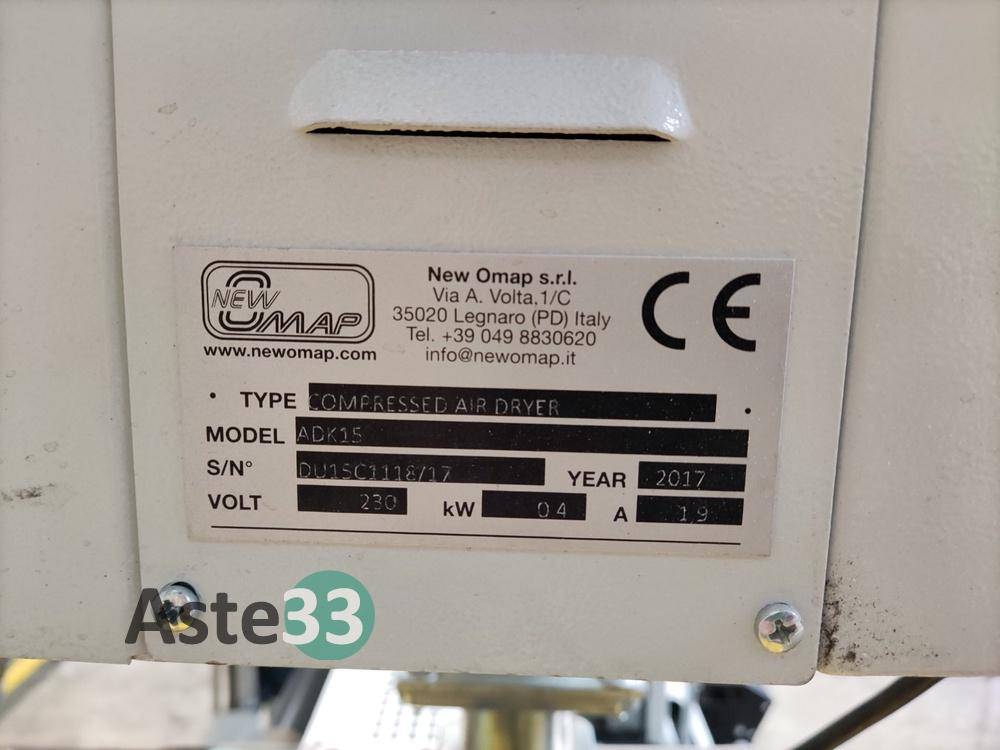 NEW
OMAP
www.newomap.com
New Omap s.r.l.
Via A. Volta,1/C
35020 Legnaro (PD) Italy
Tel. +39 049 8830620
info@newomap.it
CE
TYPE COMPRESSED AIR DRYER
MODEL ADK15
S/N° DU15C1118/17 YEAR 2017
VOLT 230 kW 0.4 A 1.9
Aste33